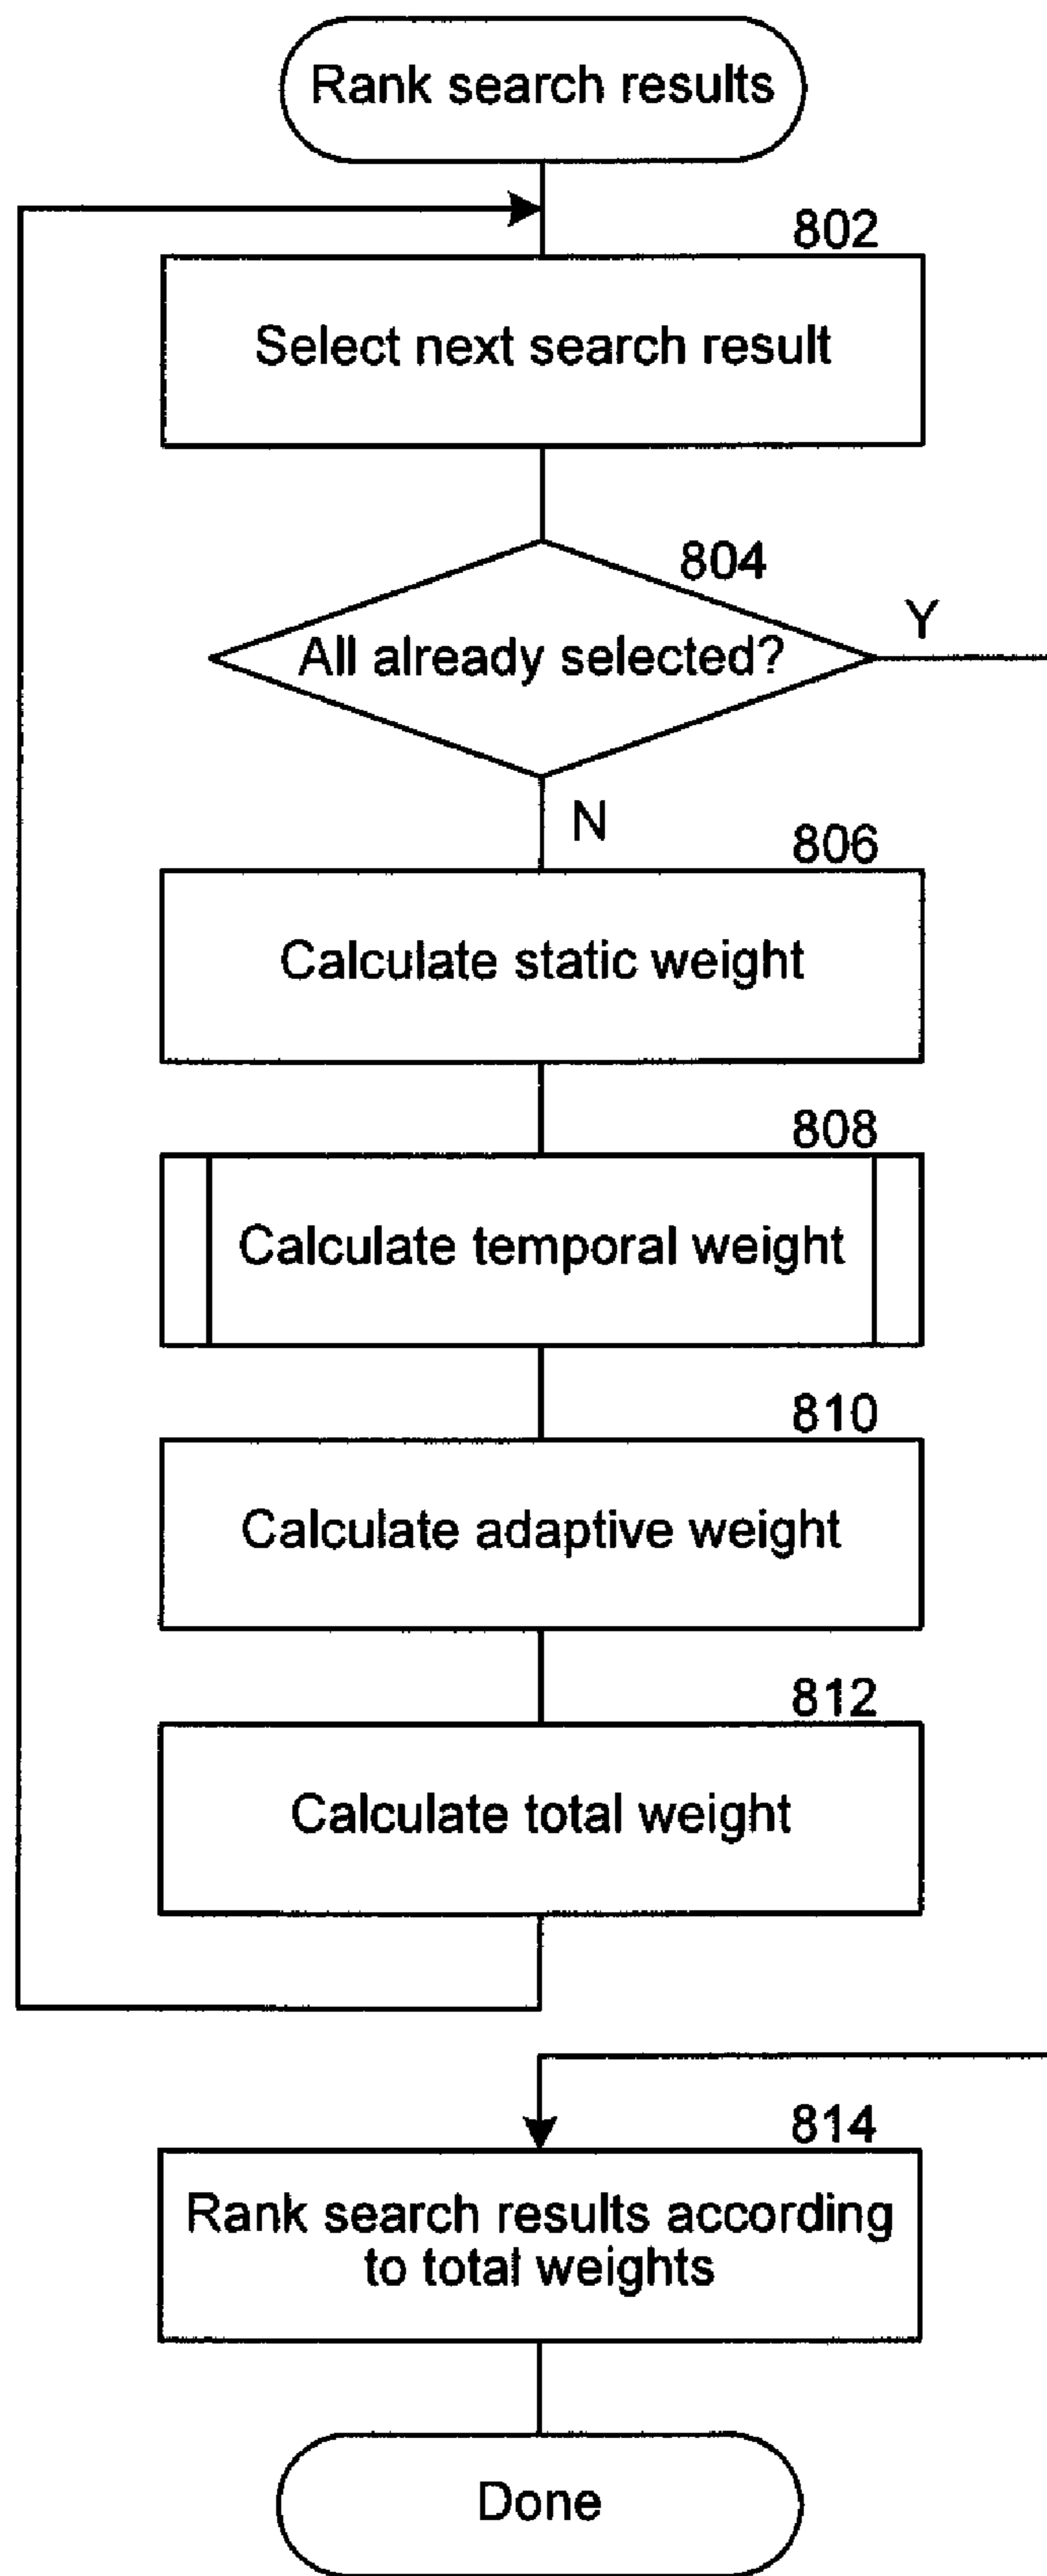 Rank search results
802
Select next search result
804
Y
All already selected?
N
806
Calculate static weight
808
Calculate temporal weight
810
Calculate adaptive weight
812
Calculate total weight
814
Rank search results according
to total weights
Done